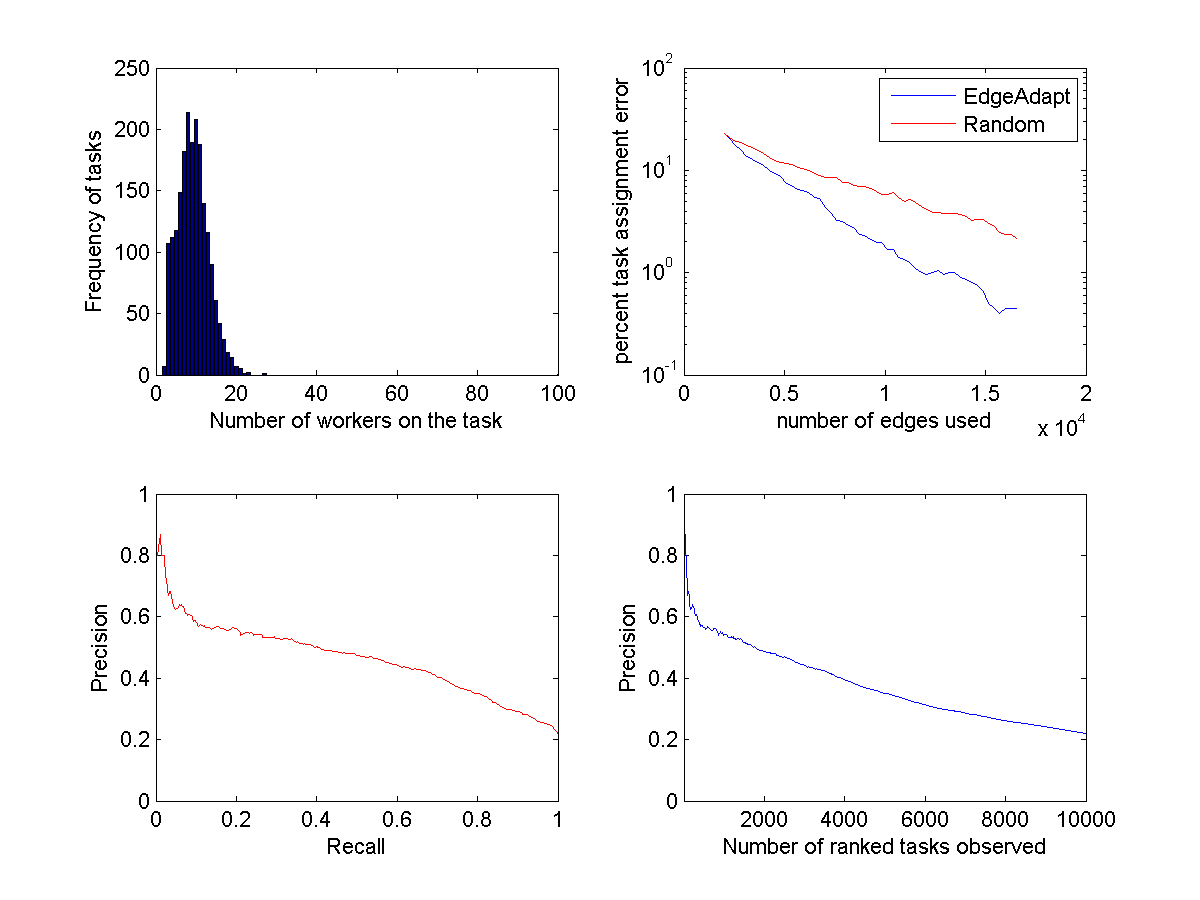 250
200
150
100
50
0
0 20 40 60 80 100
Frequency of tasks
Number of workers on the task
10^2
10^1
10^0
10^-1
0 0.5 1 1.5 2
x 10^4
percent task assignment error
number of edges used
EdgeAdapt
Random
1
0.8
0.6
0.4
0.2
0
0 0.2 0.4 0.6 0.8 1
Precision
Recall
1
0.8
0.6
0.4
0.2
0
2000 4000 6000 8000 10000
Precision
Number of ranked tasks observed